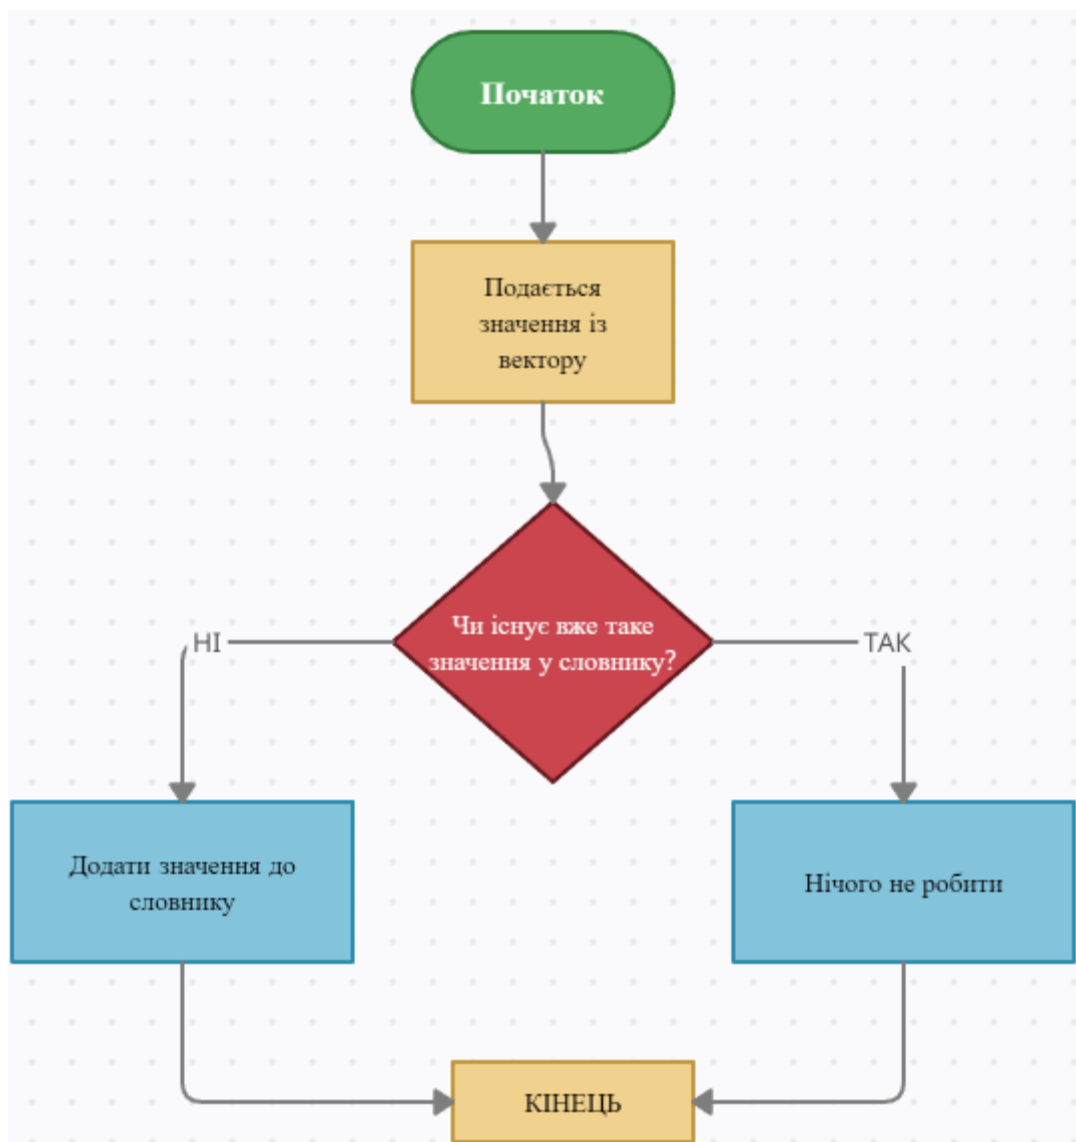 Початок
Подається
значення із
вектору
Чи існує вже таке
значення у словнику?
НІ
ТАК
Додати значення до
словнику
Нічого не робити
КІНЕЦЬ